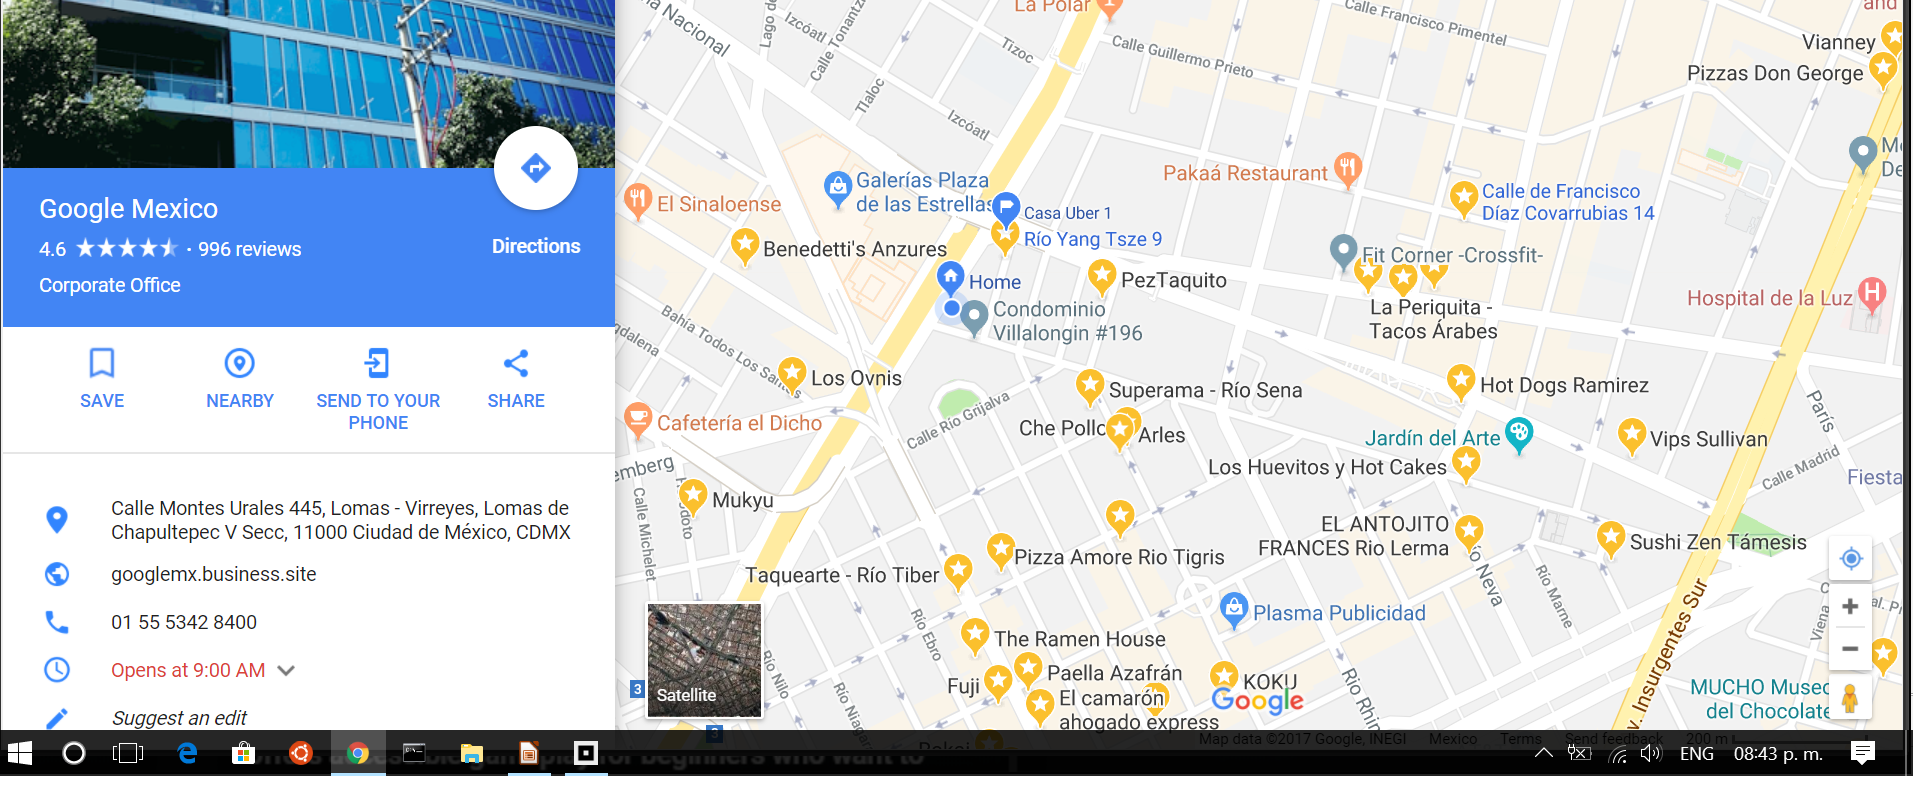 Google Mexico
4.6 · 996 reviews
Directions
Corporate Office
SAVE
NEARBY
SEND TO YOUR
PHONE
SHARE
Calle Montes Urales 445, Lomas - Virreyes, Lomas de
Chapultepec V Secc, 11000 Ciudad de México, CDMX
googlemx.business.site
01 55 5342 8400
Opens at 9:00 AM
Suggest an edit
La Polar
Nacional
Lago de
Izcóatl
Calle Tonantz
Tizoc
Tlaloc
Izcóatl
Calle Guillermo Prieto
Calle Francisco Pimentel
and
Vianney
Pizzas Don George
El Sinaloense
Galerías Plaza
de las Estrellas
Casa Uber 1
Río Yang Tsze 9
Pakaá Restaurant
Calle de Francisco
Díaz Covarrubias 14
Benedetti's Anzures
Home
PezTaquito
Fit Corner -Crossfit-
La Periquita -
Tacos Árabes
Hospital de la Luz
Condominio
Villalongin #196
Bahía Todos Los
Los Ovnis
Superama - Río Sena
Hot Dogs Ramirez
París
Calle Río Grijalva
Cafetería el Dicho
Che Pollo
Arles
Jardín del Arte
Vips Sullivan
Los Huevitos y Hot Cakes
Calle Madrid
Fiesta
Mukyu
Calle Michelet
EL ANTOJITO
FRANCES Rio Lerma
Sushi Zen Támesis
Pizza Amore Rio Tigris
Taquearte - Río Tiber
Río Neva
Rio Marne
Plasma Publicidad
Viena
Av. Insurgentes Sur
The Ramen House
Río Ebro
Rio Nilo
Paella Azafrán
Fuji
El camarón
ahogado express
KOKU
Google
Río Rhin
MUCHO Museo
del Chocolate
Satellite
3
3
Map data ©2017 Google, INEGI
Mexico
Terms
Send feedback
200 m
ENG
08:43 p. m.